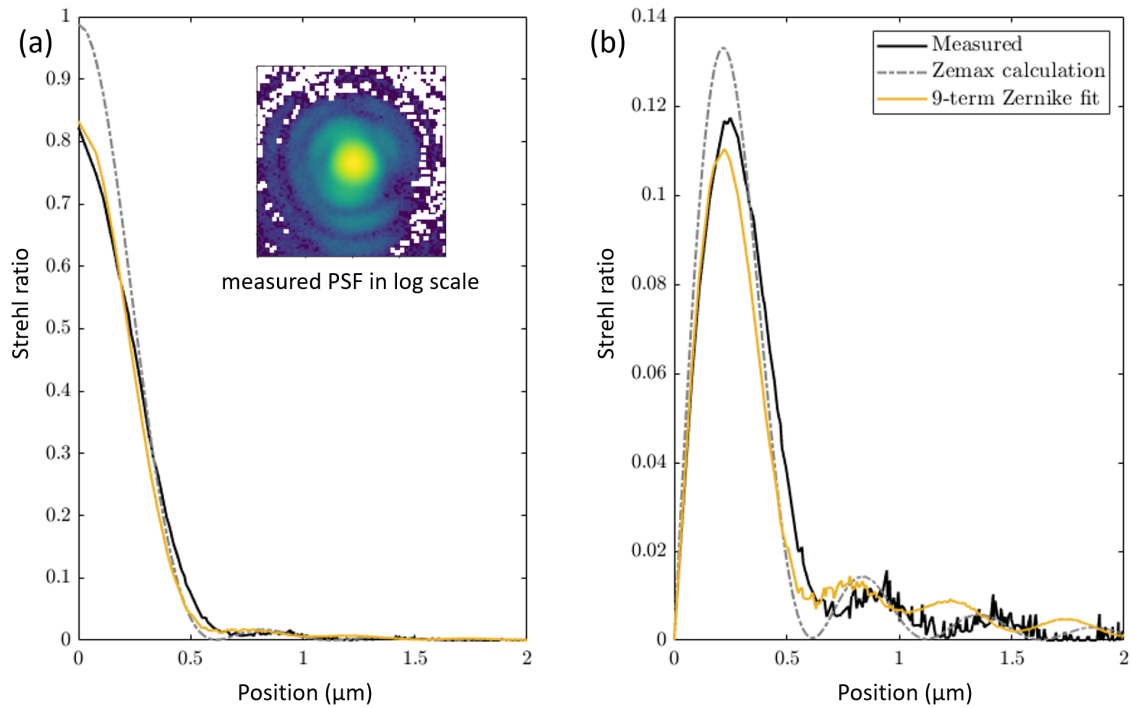 (a)
1
0.9
0.8
0.7
0.6
0.5
0.4
0.3
0.2
0.1
0
Strehl ratio
measured PSF in log scale
0
0.5
1
1.5
2
Position (μm)
(b)
0.14
0.12
0.1
0.08
0.06
0.04
0.02
0
Strehl ratio
Measured
Zemax calculation
9-term Zernike fit
0
0.5
1
1.5
2
Position (μm)